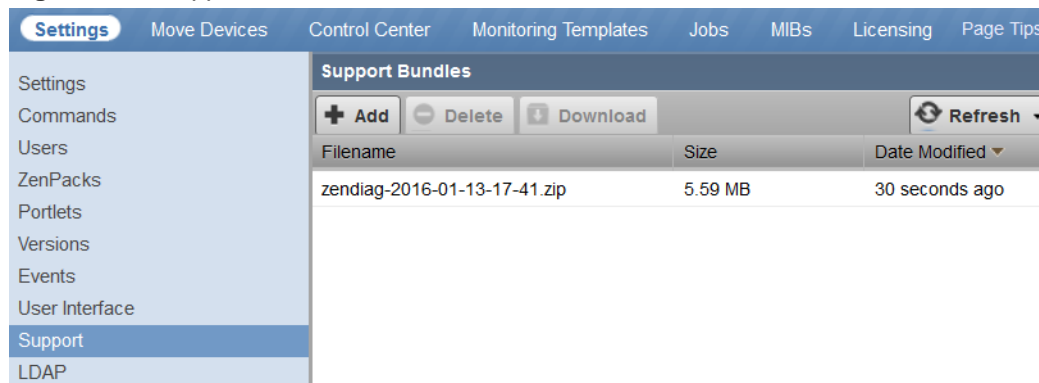 Settings Move Devices Control Center Monitoring Templates Jobs MIBs Licensing Page Tips
Settings
Commands
Users
ZenPacks
Portlets
Versions
Events
User Interface
Support
LDAP
Support Bundles
Add Delete Download Refresh
Filename Size Date Modified
zendiag-2016-01-13-17-41.zip 5.59 MB 30 seconds ago